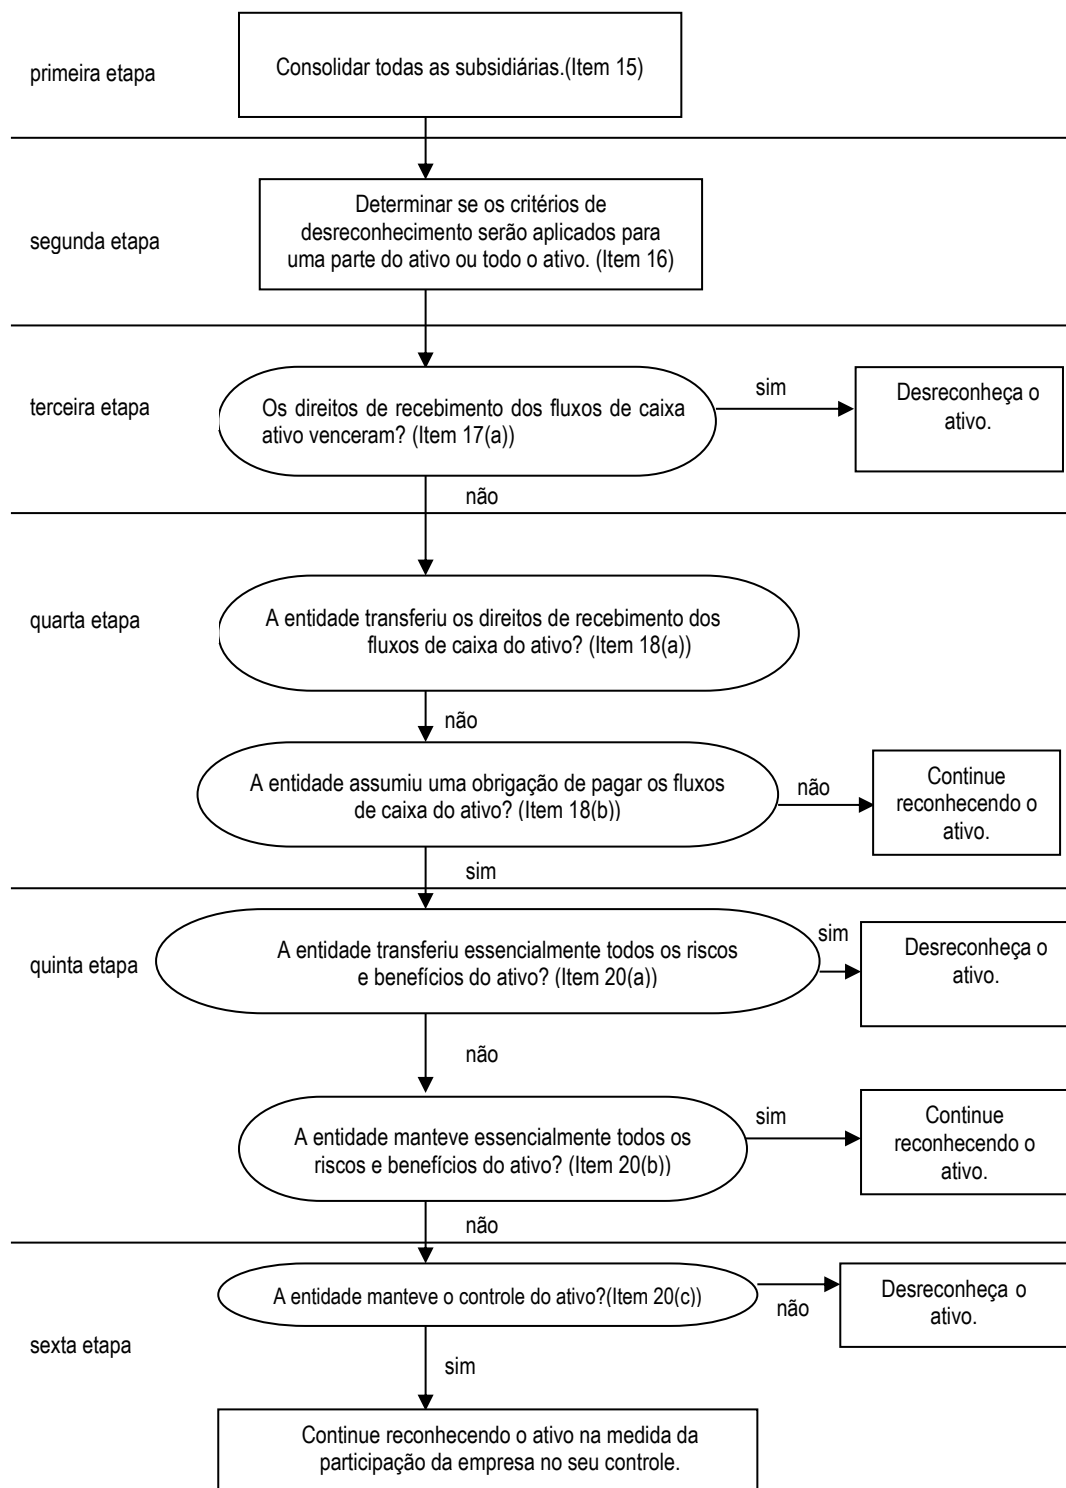 primeira etapa
Consolidar todas as subsidiárias.(Item 15)
segunda etapa
Determinar se os critérios de
desreconhecimento serão aplicados para
uma parte do ativo ou todo o ativo. (Item 16)
terceira etapa
Os direitos de recebimento dos fluxos de caixa
ativo venceram? (Item 17(a))
sim
Desreconheça o
ativo.
não
quarta etapa
A entidade transferiu os direitos de recebimento dos
fluxos de caixa do ativo? (Item 18(a))
não
A entidade assumiu uma obrigação de pagar os fluxos
de caixa do ativo? (Item 18(b))
não
Continue
reconhecendo o
ativo.
sim
quinta etapa
A entidade transferiu essencialmente todos os riscos
e benefícios do ativo? (Item 20(a))
sim
Desreconheça o
ativo.
não
A entidade manteve essencialmente todos os
riscos e benefícios do ativo? (Item 20(b))
sim
Continue
reconhecendo o
ativo.
não
sexta etapa
A entidade manteve o controle do ativo?(Item 20(c))
não
Desreconheça o
ativo.
sim
Continue reconhecendo o ativo na medida da
participação da empresa no seu controle.